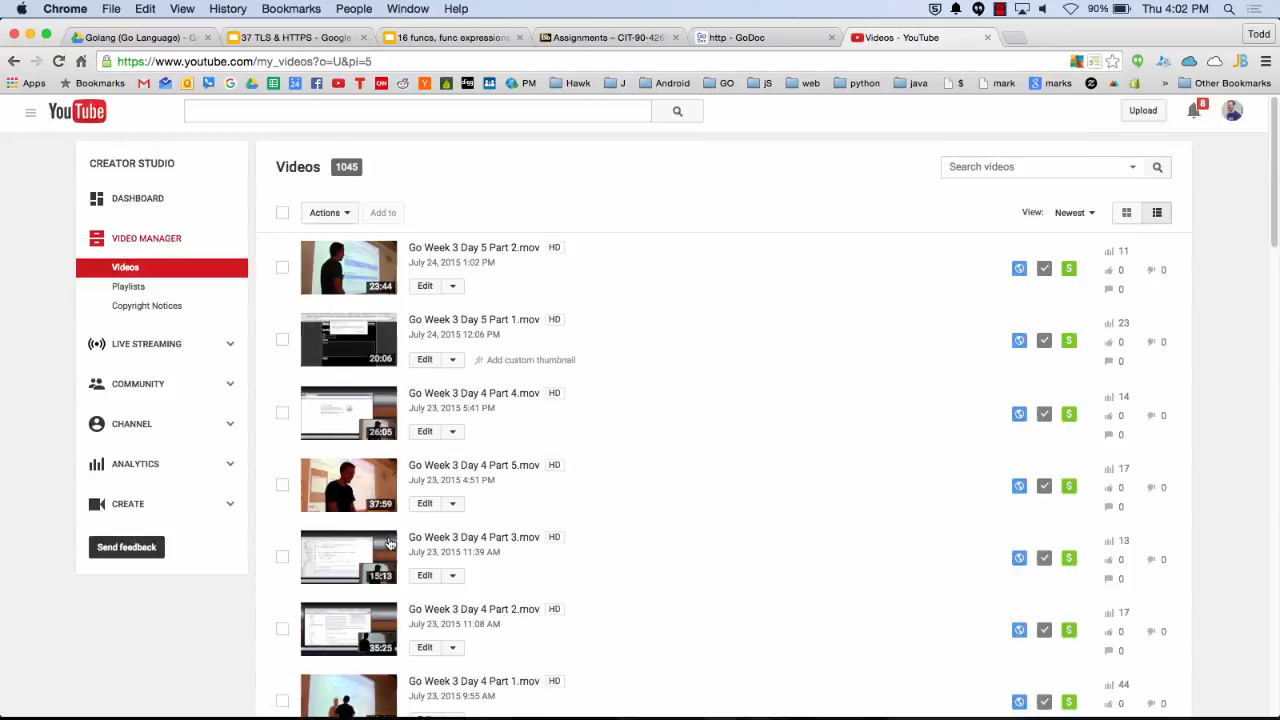 Chrome File Edit View History Bookmarks People Window Help 90% Thu 4:02 PM
Golang (Go Language) - G 37 TLS & HTTPS - Google 16 funcs, func expressions Assignments – CIT-90-426 http - GoDoc Videos - YouTube Todd
https://www.youtube.com/my_videos?o=U&pi=5
Apps Bookmarks 24 CNN POM Hawk J Android GO js web python java $ mark marks Other Bookmarks
YouTube Upload 8
CREATOR STUDIO
DASHBOARD
VIDEO MANAGER
Videos
Playlists
Copyright Notices
LIVE STREAMING
COMMUNITY
CHANNEL
ANALYTICS
CREATE
Send feedback
Videos 1045 Search videos
Actions Add to View: Newest
Go Week 3 Day 5 Part 2.mov HD 11
July 24, 2015 1:02 PM
23:44 Edit $ 0 0
0
Go Week 3 Day 5 Part 1.mov HD 23
July 24, 2015 12:06 PM
20:06 Edit Add custom thumbnail $ 0 0
0
Go Week 3 Day 4 Part 4.mov HD 14
July 23, 2015 5:41 PM
26:05 Edit $ 0 0
0
Go Week 3 Day 4 Part 5.mov HD 17
July 23, 2015 4:51 PM
37:59 Edit $ 0 0
0
Go Week 3 Day 4 Part 3.mov HD 13
July 23, 2015 11:39 AM
15:13 Edit $ 0 0
0
Go Week 3 Day 4 Part 2.mov HD 17
July 23, 2015 11:08 AM
35:25 Edit $ 0 0
0
Go Week 3 Day 4 Part 1.mov HD 44
July 23, 2015 9:55 AM
$ 0 0